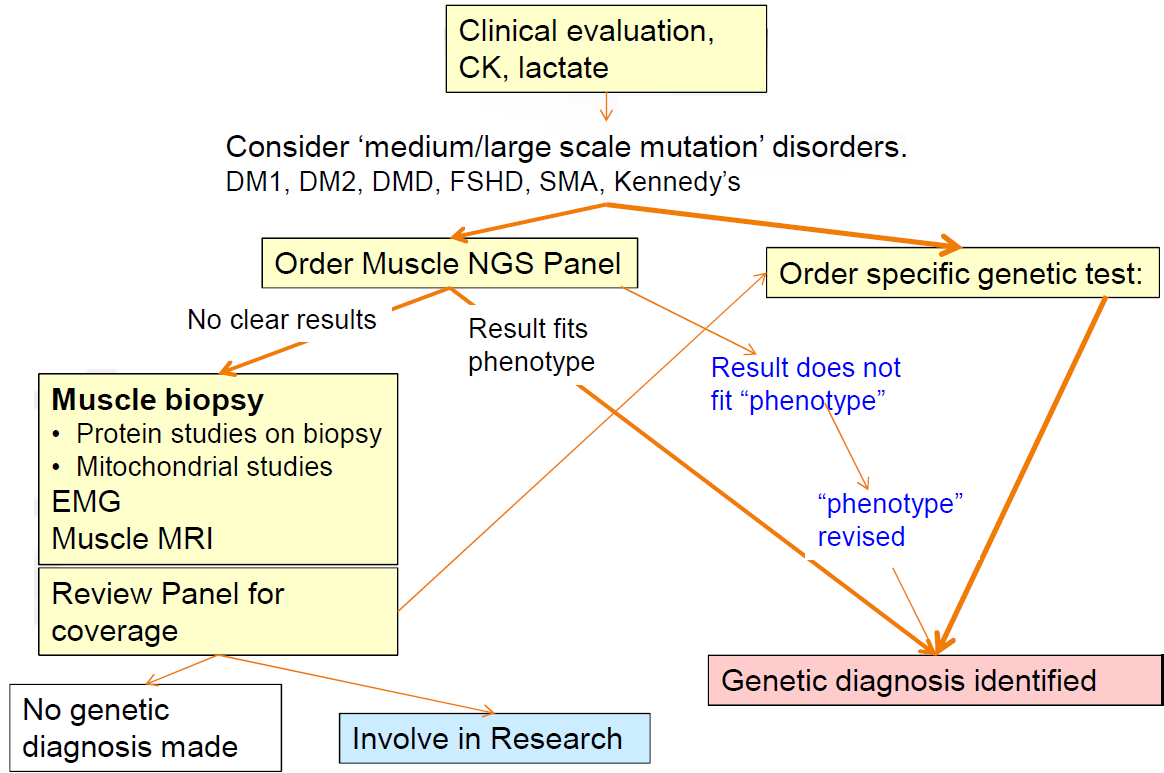 Clinical evaluation,
CK, lactate
Consider ‘medium/large scale mutation’ disorders.
DM1, DM2, DMD, FSHD, SMA, Kennedy’s
Order Muscle NGS Panel
Order specific genetic test:
No clear results
Result fits
phenotype
Result does not
fit “phenotype”
Muscle biopsy
• Protein studies on biopsy
• Mitochondrial studies
EMG
Muscle MRI
“phenotype”
revised
Review Panel for
coverage
Genetic diagnosis identified
No genetic
diagnosis made
Involve in Research